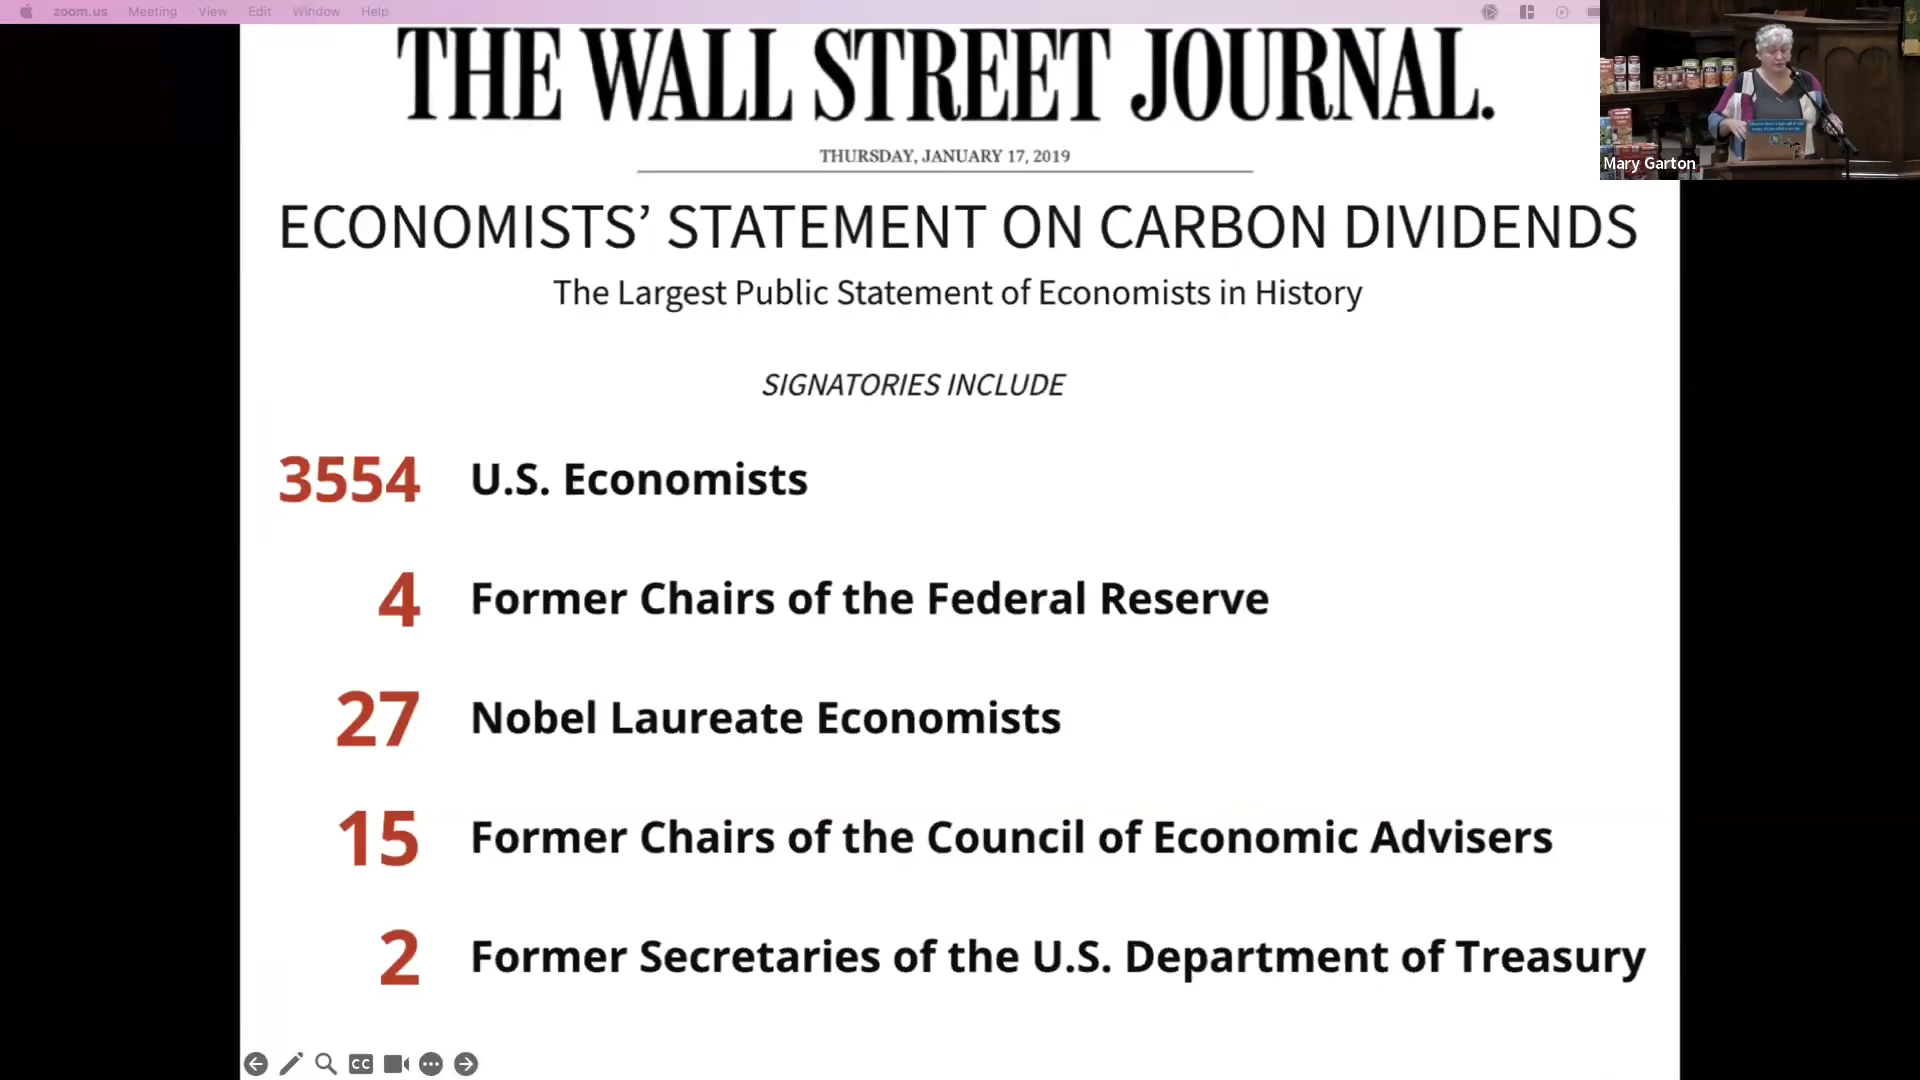 zoom.us Meeting View Edit Window Help
THE WALL STREET JOURNAL.
THURSDAY, JANUARY 17, 2019
Mary Garton
ECONOMISTS’ STATEMENT ON CARBON DIVIDENDS
The Largest Public Statement of Economists in History
SIGNATORIES INCLUDE
3554 U.S. Economists
4 Former Chairs of the Federal Reserve
27 Nobel Laureate Economists
15 Former Chairs of the Council of Economic Advisers
2 Former Secretaries of the U.S. Department of Treasury
CC